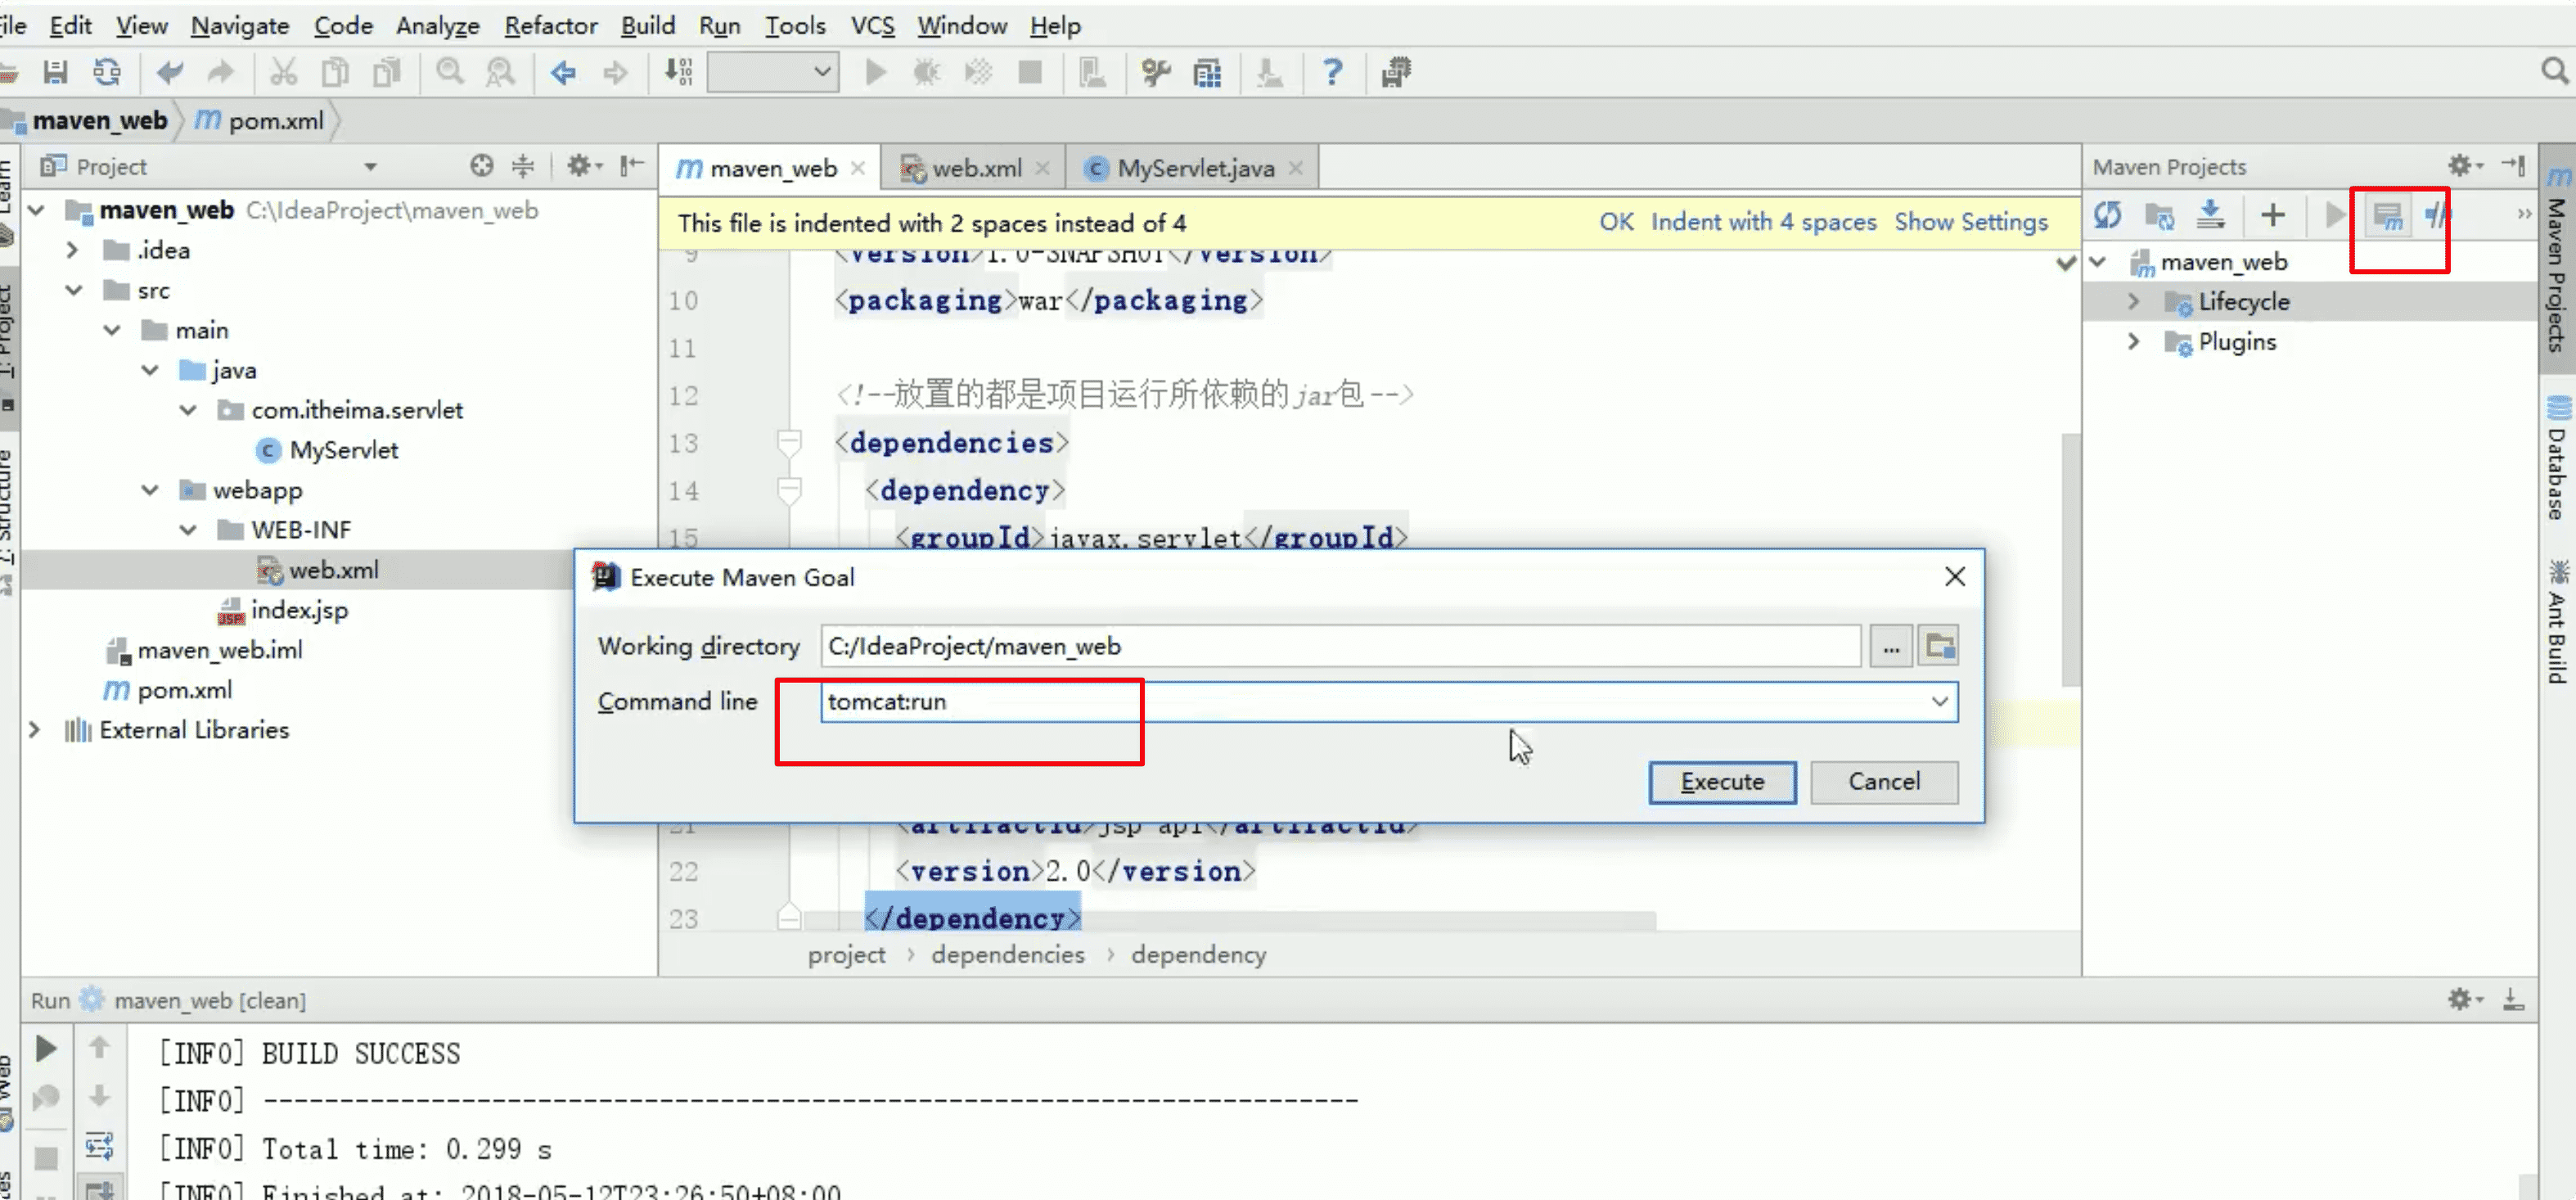 File Edit View Navigate Code Analyze Refactor Build Run Tools VCS Window Help
maven_web pom.xml
Project
maven_web C:\IdeaProject\maven_web
.idea
src
main
java
com.itheima.servlet
MyServlet
webapp
WEB-INF
web.xml
index.jsp
maven_web.iml
pom.xml
External Libraries
maven_web web.xml MyServlet.java
This file is indented with 2 spaces instead of 4 OK Indent with 4 spaces Show Settings
9 <version>1.0-SNAPSHOT</version>
10 <packaging>war</packaging>
11
12 <!--放置的都是项目运行所依赖的jar包-->
13 <dependencies>
14 <dependency>
15 <groupId>javax.servlet</groupId>
Execute Maven Goal
Working directory C:/IdeaProject/maven_web ...
Command line tomcat:run
Execute Cancel
21 <artifactId>jsp-api</artifactId>
22 <version>2.0</version>
23 </dependency>
project › dependencies › dependency
Maven Projects
maven_web
Lifecycle
Plugins
Maven Projects
Database
Ant Build
Learn
1: Project
7: Structure
Web
Run maven_web [clean]
[INFO] BUILD SUCCESS
[INFO] ------------------------------------------------------------------------
[INFO] Total time: 0.299 s
[INFO] Finished at: 2018-05-12T23:26:50+08:00